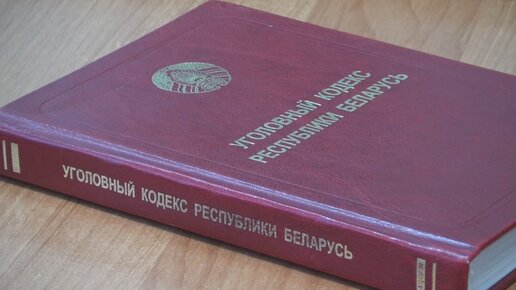 УГОЛОВНЫЙ КОДЕКС
РЕСПУБЛИКИ БЕЛАРУСЬ
УГОЛОВНЫЙ КОДЕКС РЕСПУБЛИКИ БЕЛАРУСЬ